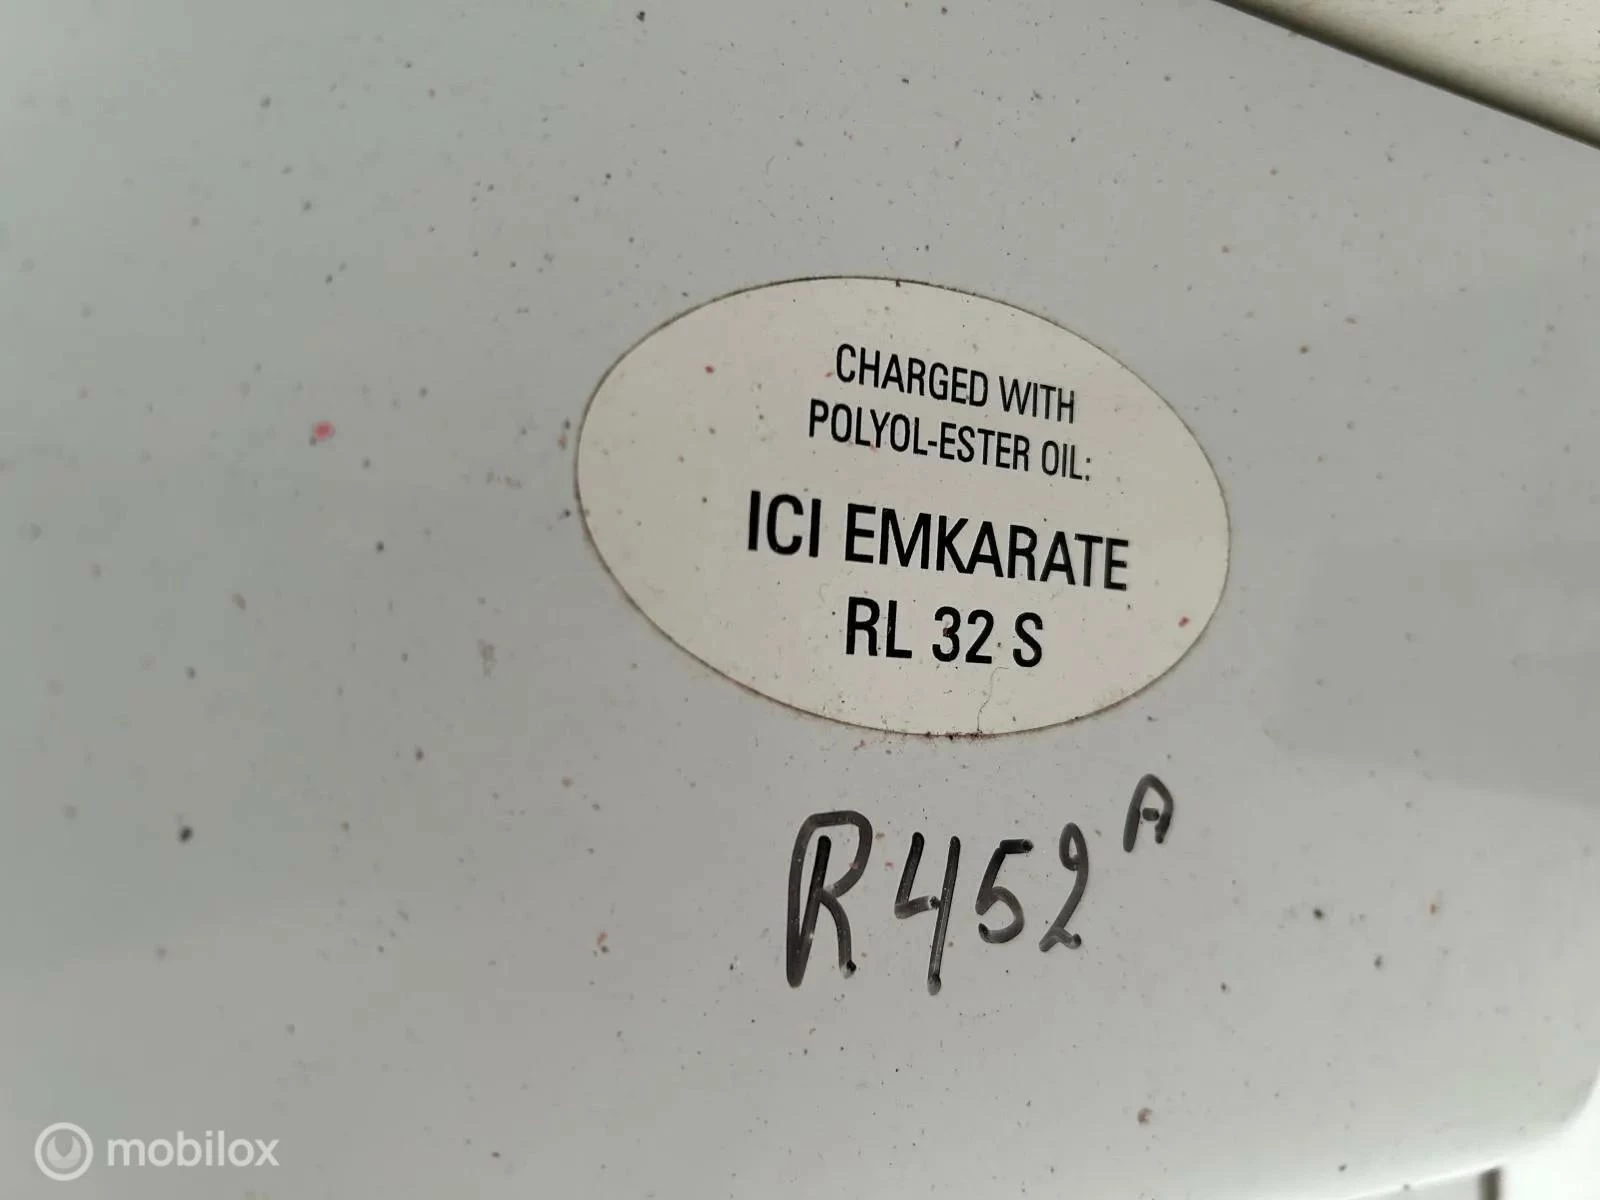 CHARGED WITH
POLYOL-ESTER OIL:
ICI EMKARATE
RL 32 S
R452A
mobilox